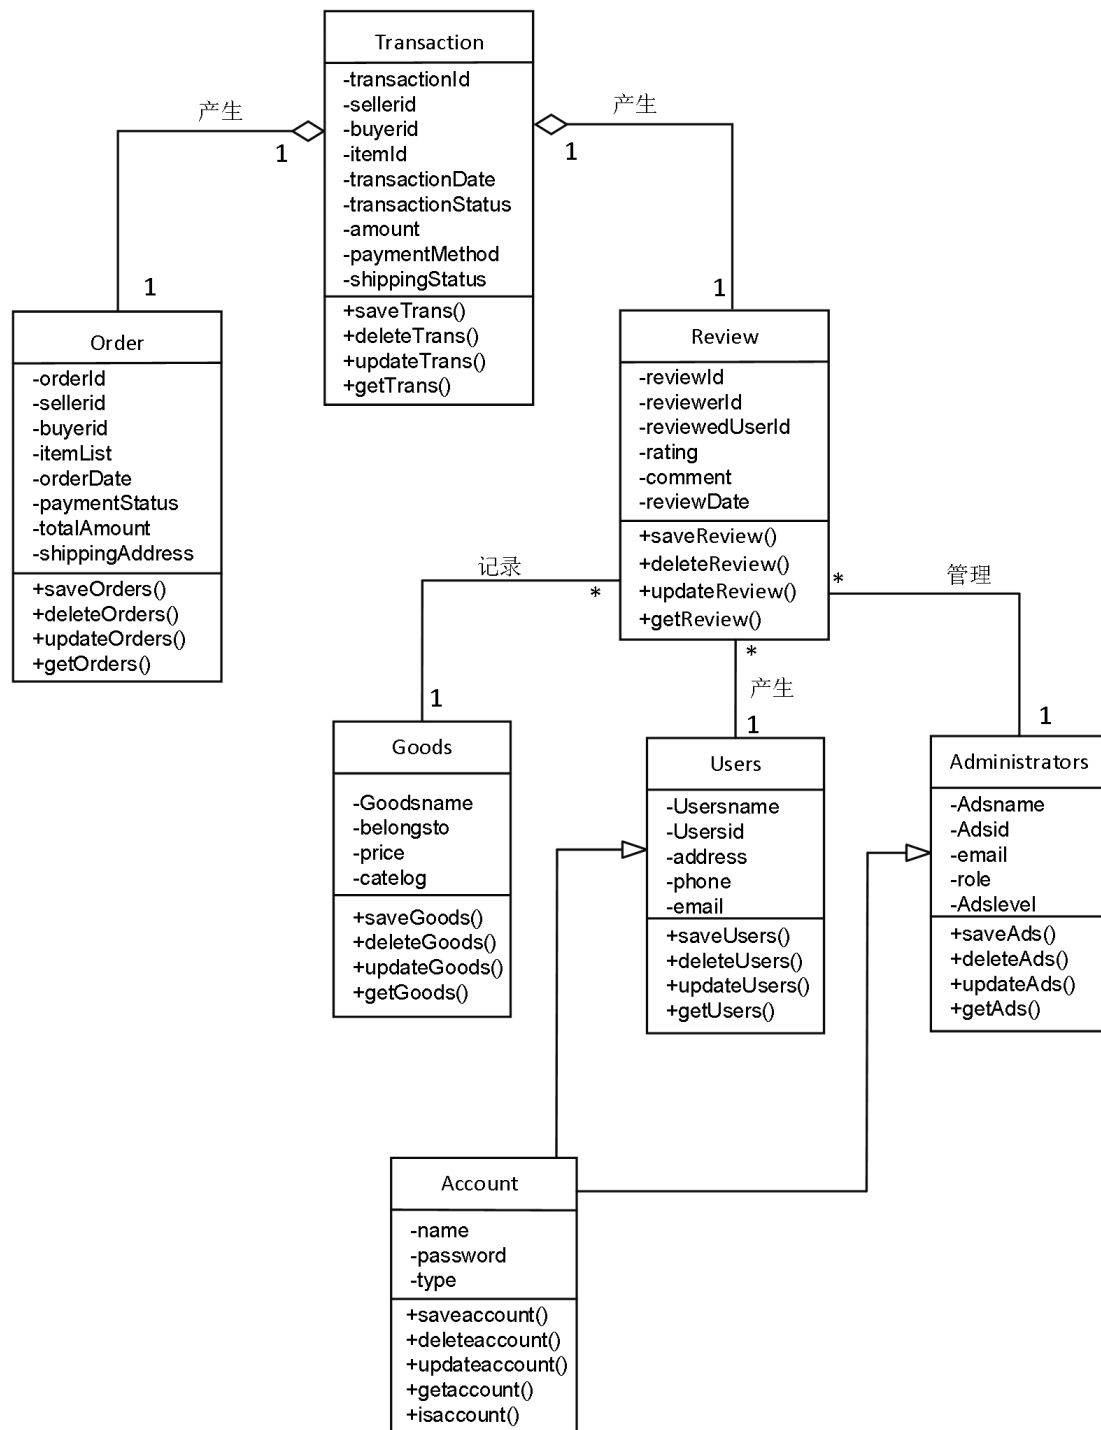 Transaction
-transactionId
-sellerid
-buyerid
-itemId
-transactionDate
-transactionStatus
-amount
-paymentMethod
-shippingStatus
+saveTrans()
+deleteTrans()
+updateTrans()
+getTrans()
产生
1
1
产生
1
1
Order
-orderId
-sellerid
-buyerid
-itemList
-orderDate
-paymentStatus
-totalAmount
-shippingAddress
+saveOrders()
+deleteOrders()
+updateOrders()
+getOrders()
Review
-reviewId
-reviewerId
-reviewedUserId
-rating
-comment
-reviewDate
+saveReview()
+deleteReview()
+updateReview()
+getReview()
记录
*
1
*
产生
1
*
管理
1
Goods
-Goodsname
-belongsto
-price
-catelog
+saveGoods()
+deleteGoods()
+updateGoods()
+getGoods()
Users
-Usersname
-Usersid
-address
-phone
-email
+saveUsers()
+deleteUsers()
+updateUsers()
+getUsers()
Administrators
-Adsname
-Adsid
-email
-role
-Adslevel
+saveAds()
+deleteAds()
+updateAds()
+getAds()
Account
-name
-password
-type
+saveaccount()
+deleteaccount()
+updateaccount()
+getaccount()
+isaccount()